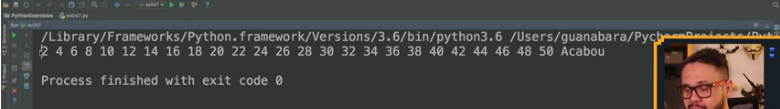 PythonExercicios
ex047.py
Run
ex047
/Library/Frameworks/Python.framework/Versions/3.6/bin/python3.6 /Users/guanabara/PycharmProjects/Pyt
2 4 6 8 10 12 14 16 18 20 22 24 26 28 30 32 34 36 38 40 42 44 46 48 50 Acabou
Process finished with exit code 0